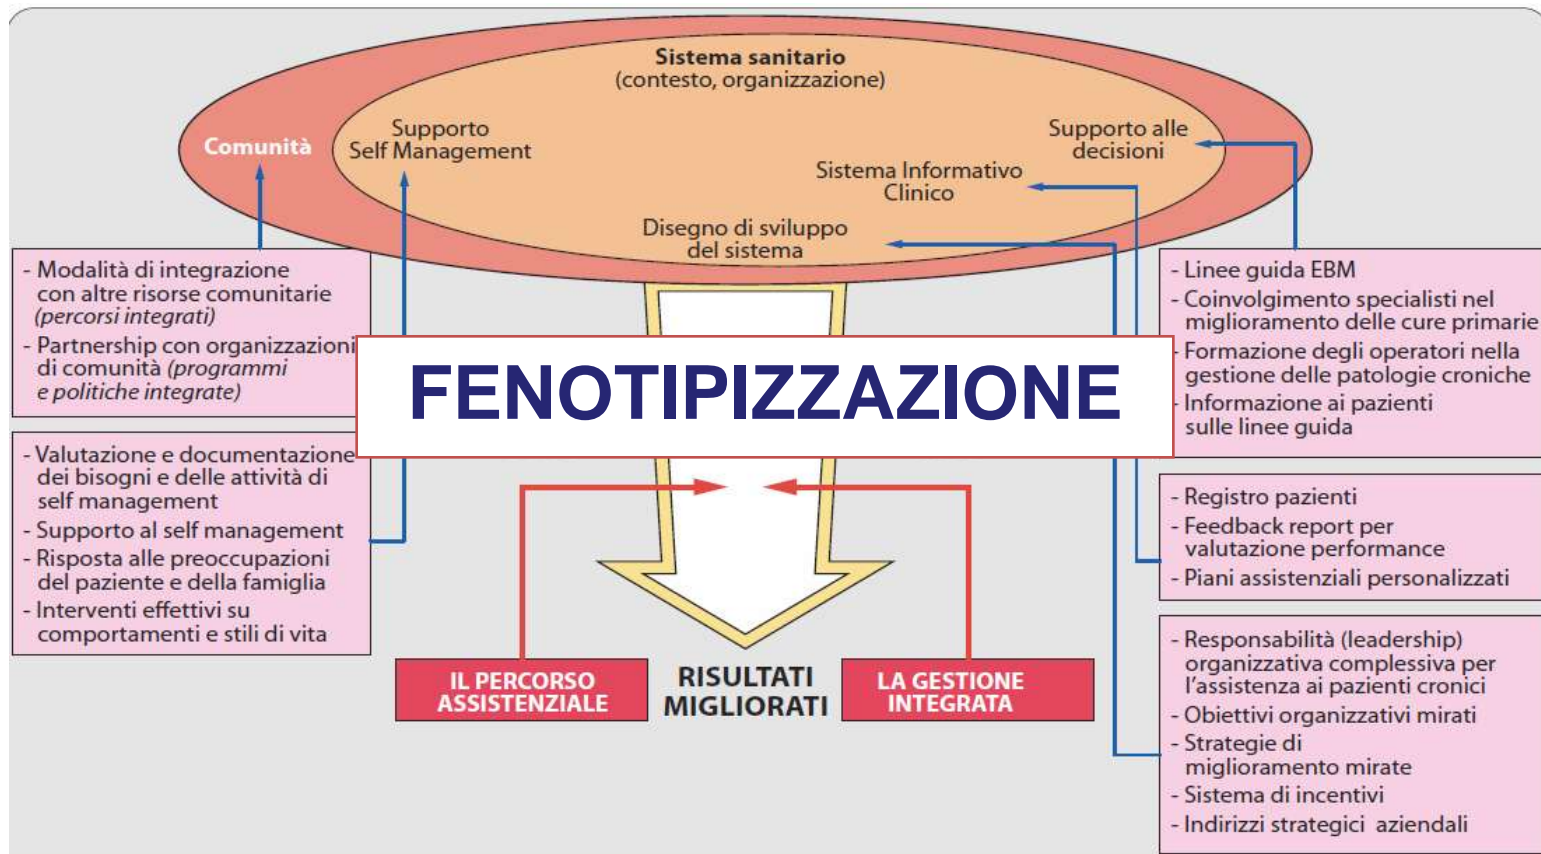 Sistema sanitario
(contesto, organizzazione)
Comunità
Supporto
Self Management
Supporto alle
decisioni
Sistema Informativo
Clinico
Disegno di sviluppo
del sistema
- Modalità di integrazione
con altre risorse comunitarie
(percorsi integrati)
- Partnership con organizzazioni
di comunità (programmi
e politiche integrate)
- Valutazione e documentazione
dei bisogni e delle attività di
self management
- Supporto al self management
- Risposta alle preoccupazioni
del paziente e della famiglia
- Interventi effettivi su
comportamenti e stili di vita
FENOTIPIZZAZIONE
- Linee guida EBM
- Coinvolgimento specialisti nel
miglioramento delle cure primarie
- Formazione degli operatori nella
gestione delle patologie croniche
- Informazione ai pazienti
sulle linee guida
- Registro pazienti
- Feedback report per
valutazione performance
- Piani assistenziali personalizzati
- Responsabilità (leadership)
organizzativa complessiva per
l'assistenza ai pazienti cronici
- Obiettivi organizzativi mirati
- Strategie di
miglioramento mirate
- Sistema di incentivi
- Indirizzi strategici aziendali
IL PERCORSO
ASSISTENZIALE
RISULTATI
MIGLIORATI
LA GESTIONE
INTEGRATA